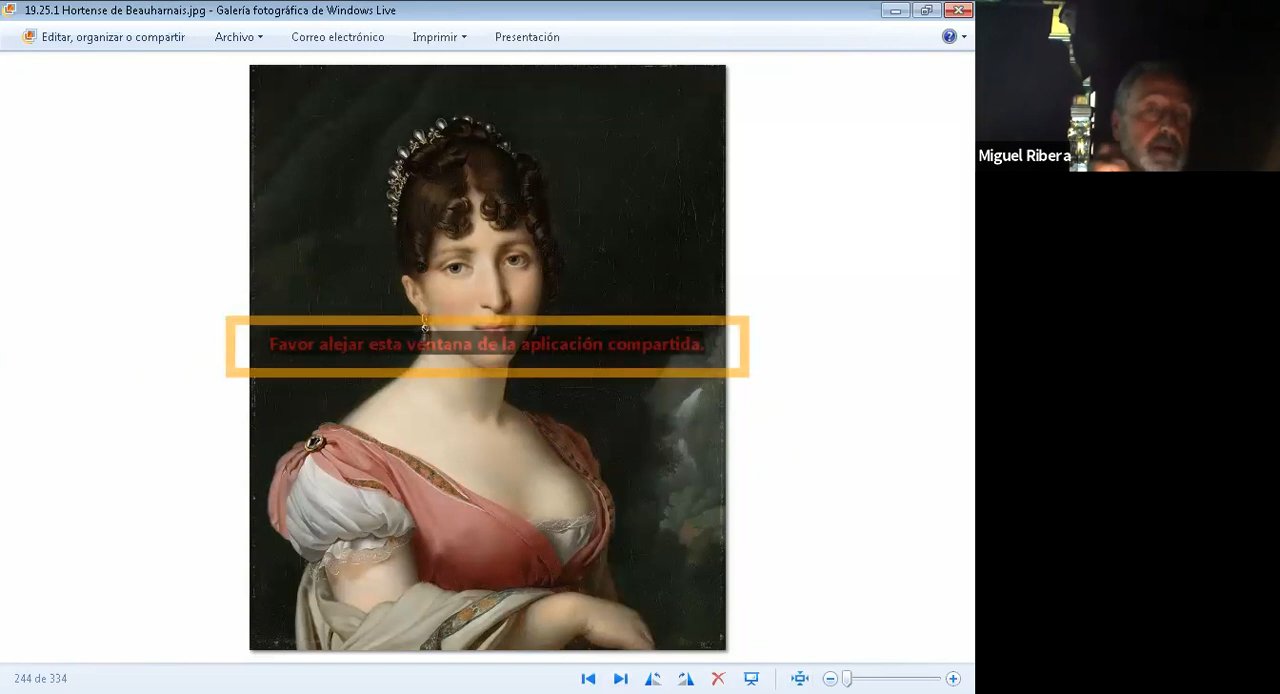 19.25.1 Hortense de Beauharnais.jpg - Galería fotográfica de Windows Live
Editar, organizar o compartir
Archivo
Correo electrónico
Imprimir
Presentación
Miguel Ribera
Favor alejar esta ventana de la aplicación compartida.
244 de 334